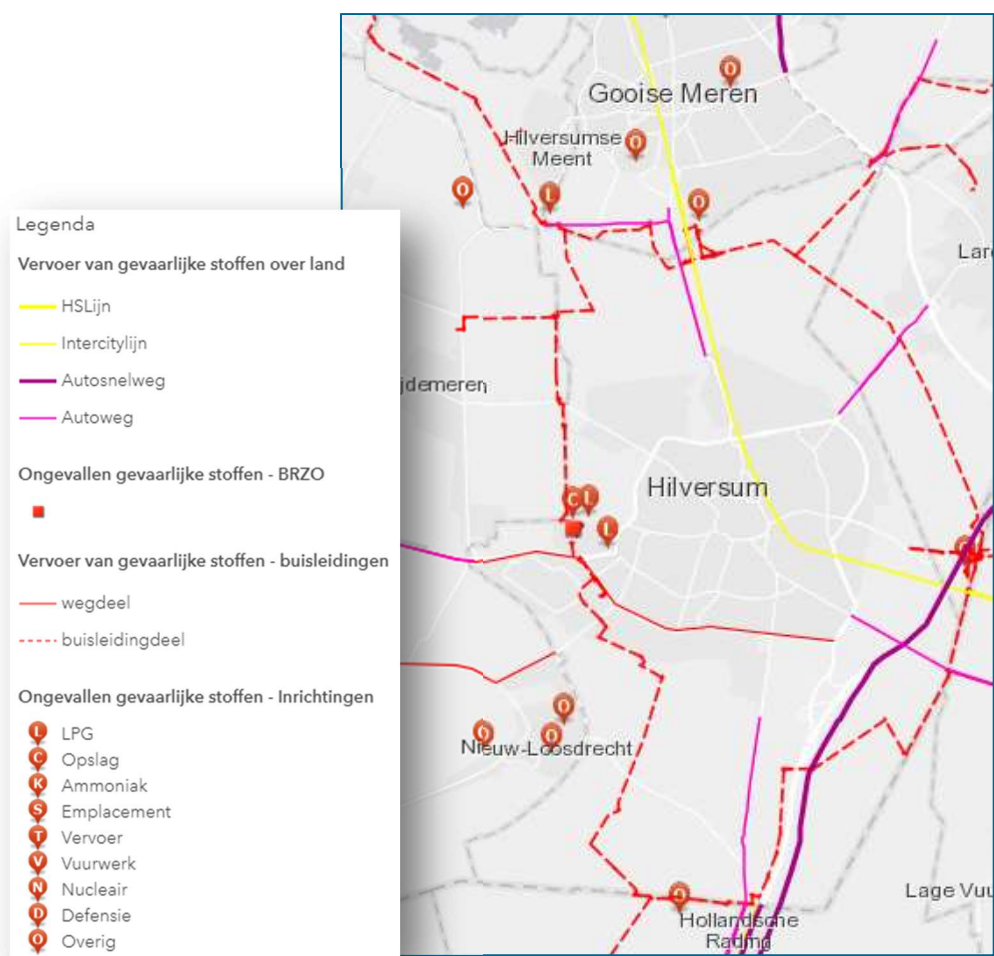 Gooise Meren
Hilversumse
Meent
Legenda
Vervoer van gevaarlijke stoffen over land
Lar
HSLijn
Intercitylijn
Autosnelweg
jdemeren
Autoweg
Ongevallen gevaarlijke stoffen - BRZO
Hilversum
Vervoer van gevaarlijke stoffen - buisleidingen
wegdeel
buisleidingdeel
Ongevallen gevaarlijke stoffen - Inrichtingen
L LPG
C Opslag
K Ammoniak
S Emplacement
T Vervoer
V Vuurwerk
N Nucleair
D Defensie
O Overig
Nieuw-Loosdrecht
Lage Vuu
Hollandsche
Rading
O
O
O
L
O
C
L
L
O
O
O
O